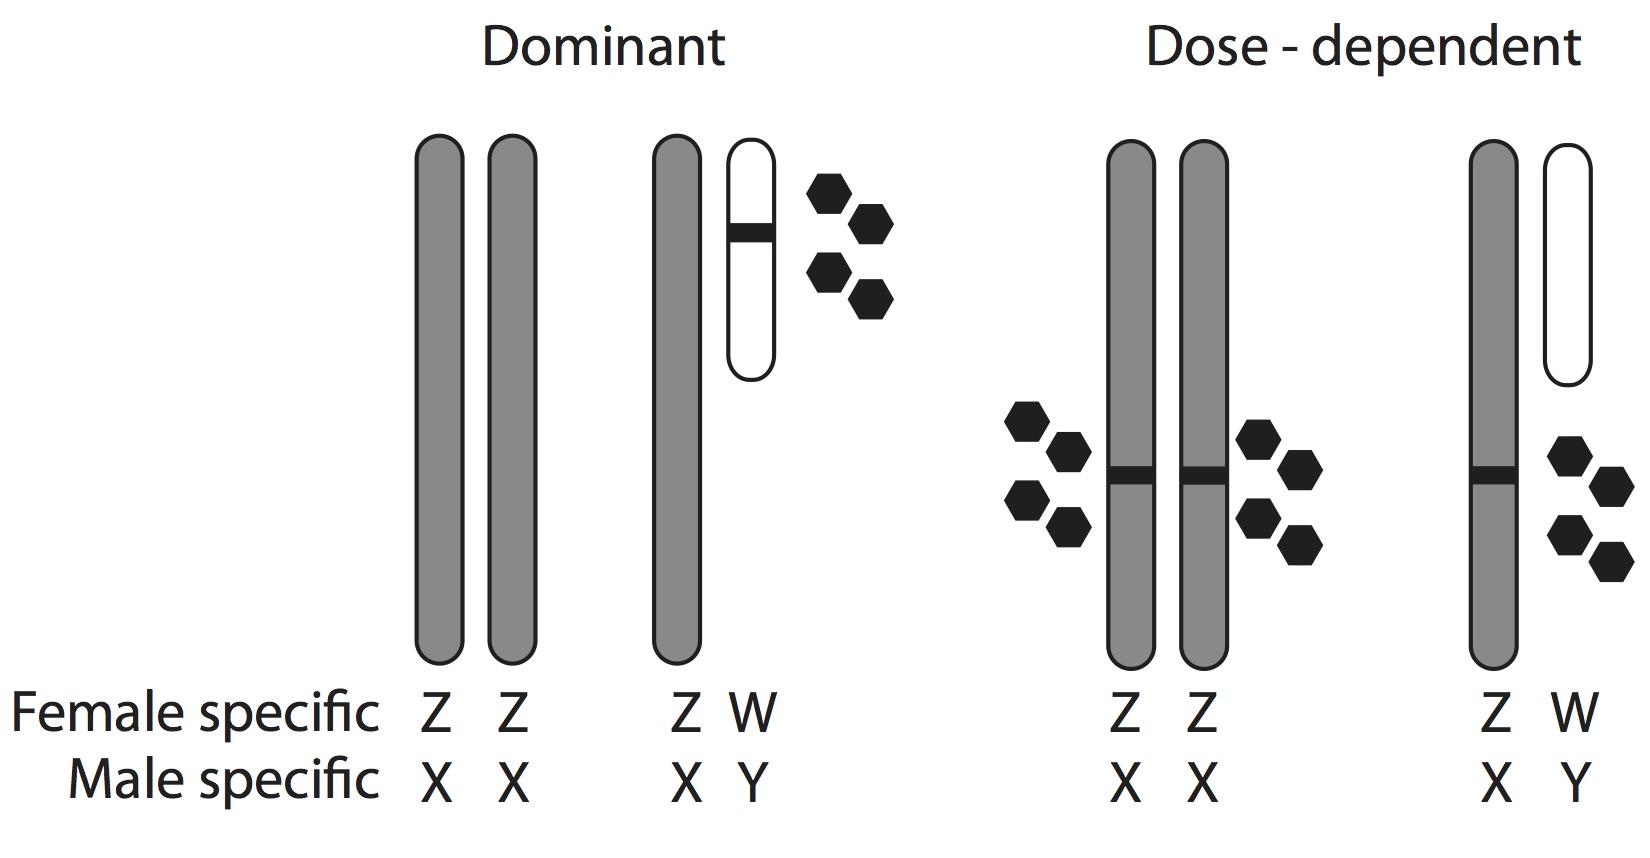 Dominant Dose - dependent
Female specific Z Z Z W Z Z Z W
Male specific X X X Y X X X Y